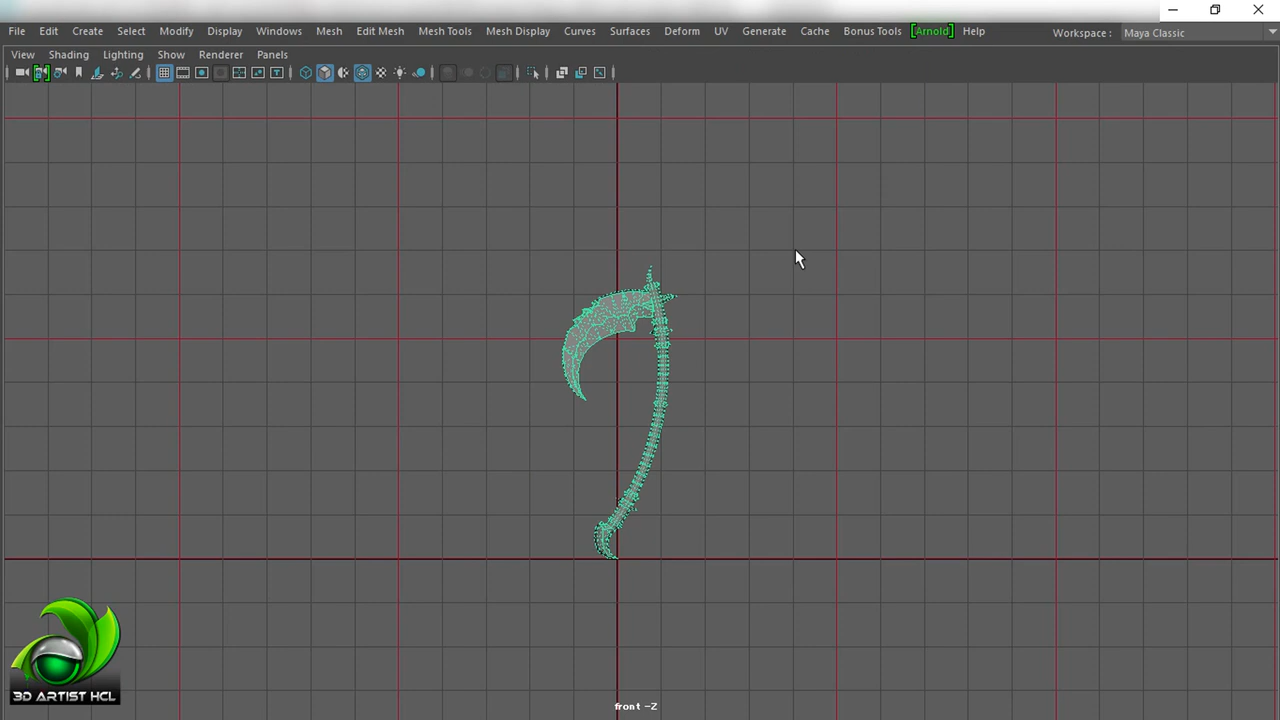 File Edit Create Select Modify Display Windows Mesh Edit Mesh Mesh Tools Mesh Display Curves Surfaces Deform UV Generate Cache Bonus Tools [Arnold] Help Workspace : Maya Classic
View Shading Lighting Show Renderer Panels
3D ARTIST HCL
front -Z